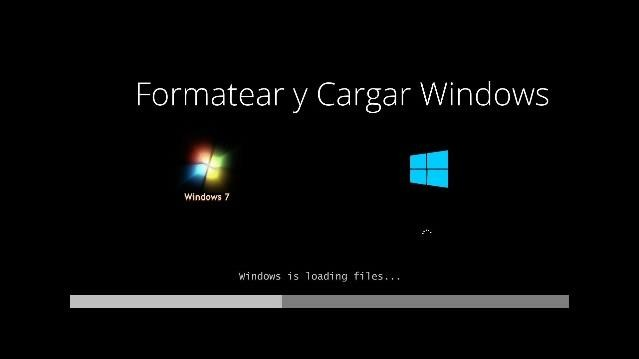 Formatear y Cargar Windows
Windows 7
Windows is loading files...